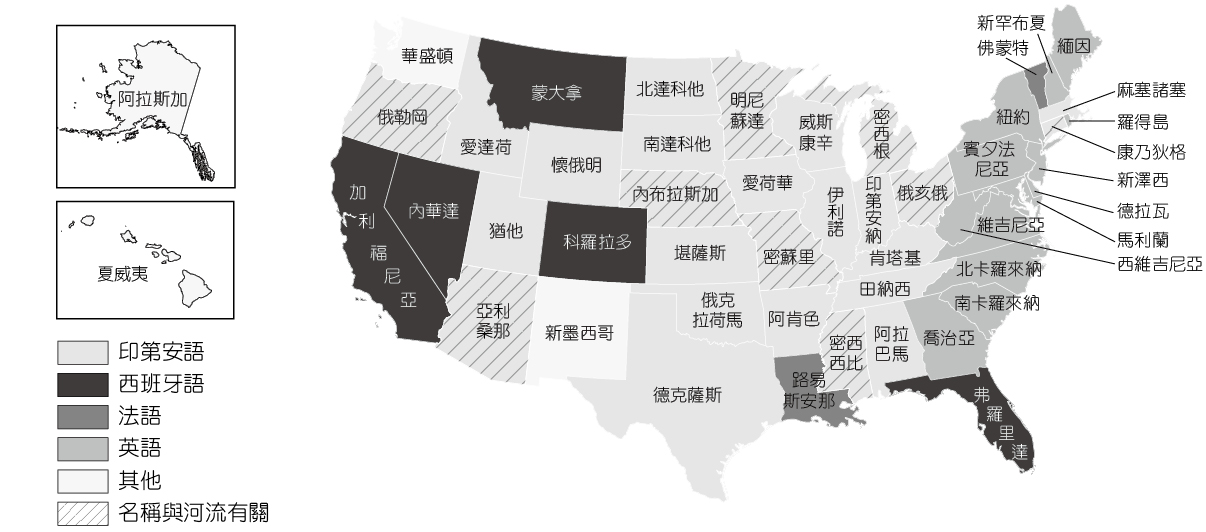 阿拉斯加
夏威夷
印第安語
西班牙語
法語
英語
其他
名稱與河流有關
華盛頓
俄勒岡
加利福尼亞
內華達
愛達荷
蒙大拿
懷俄明
猶他
科羅拉多
亞利
桑那
新墨西哥
北達科他
南達科他
內布拉斯加
堪薩斯
俄克
拉荷馬
德克薩斯
明尼
蘇達
愛荷華
密蘇里
阿肯色
路易
斯安那
威斯
康辛
伊利諾
密西根
印第安納
俄亥俄
肯塔基
田納西
密西
西比
阿拉
巴馬
喬治亞
弗羅里達
南卡羅來納
北卡羅來納
維吉尼亞
賓夕法
尼亞
紐約
新罕布夏
佛蒙特
緬因
麻塞諸塞
羅得島
康乃狄格
新澤西
德拉瓦
馬利蘭
西維吉尼亞